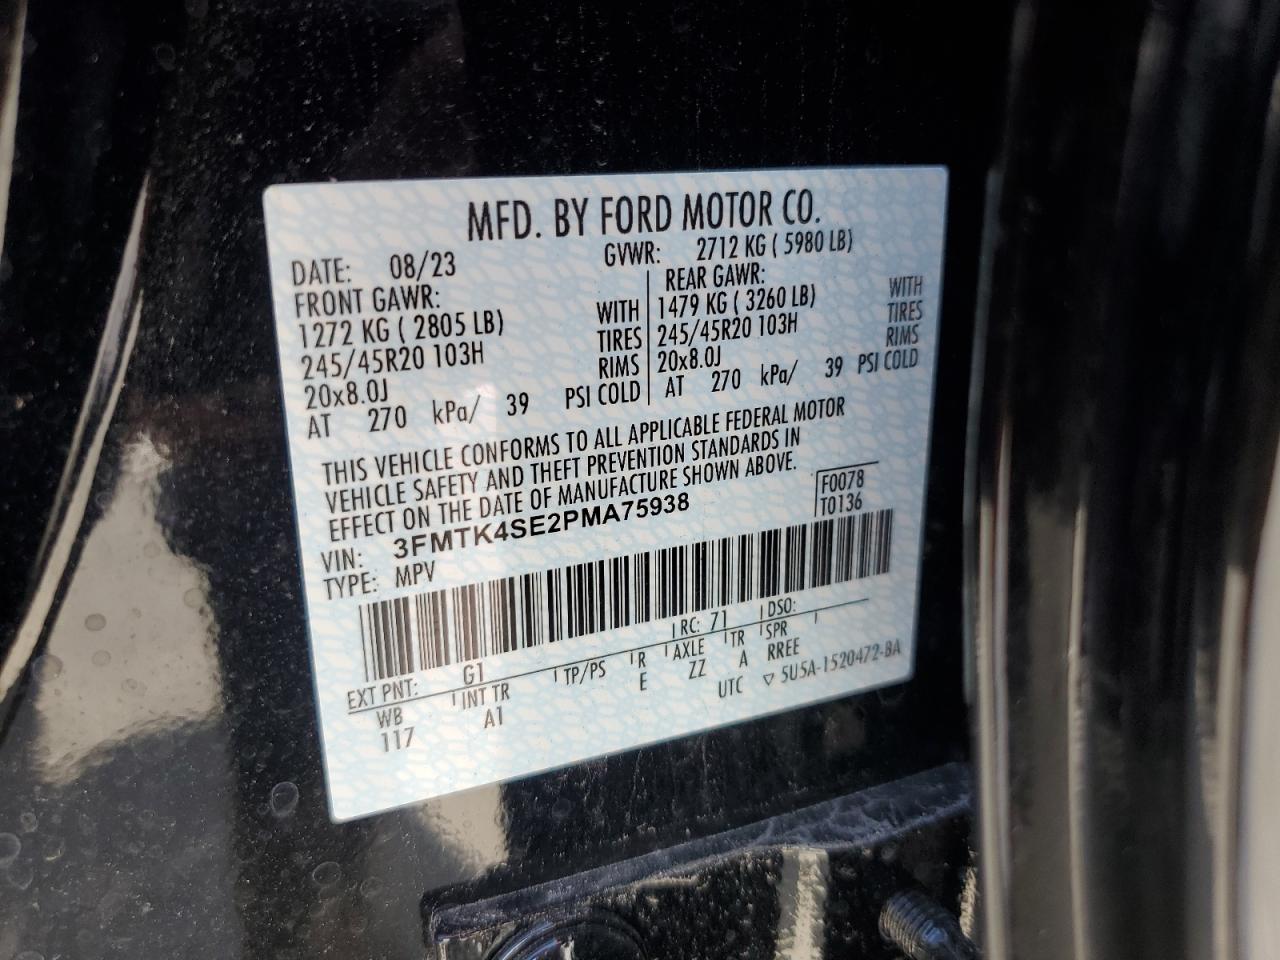 MFD. BY FORD MOTOR CO.
DATE: 08/23 GVWR: 2712 KG ( 5980 LB)
FRONT GAWR: REAR GAWR:
1272 KG ( 2805 LB) WITH 1479 KG ( 3260 LB) WITH
245/45R20 103H TIRES 245/45R20 103H TIRES
20x8.0J RIMS 20x8.0J RIMS
AT 270 kPa/ 39 PSI COLD AT 270 kPa/ 39 PSI COLD
THIS VEHICLE CONFORMS TO ALL APPLICABLE FEDERAL MOTOR
VEHICLE SAFETY AND THEFT PREVENTION STANDARDS IN
EFFECT ON THE DATE OF MANUFACTURE SHOWN ABOVE.
F0078
T0136
VIN: 3FMTK4SE2PMA75938
TYPE: MPV
EXT PNT: G1 RC: 71 DSO:
WB INT TR TP/PS R AXLE TR SPR
117 A1 E ZZ A RREE
UTC ▽ 5U5A-1520472-BA